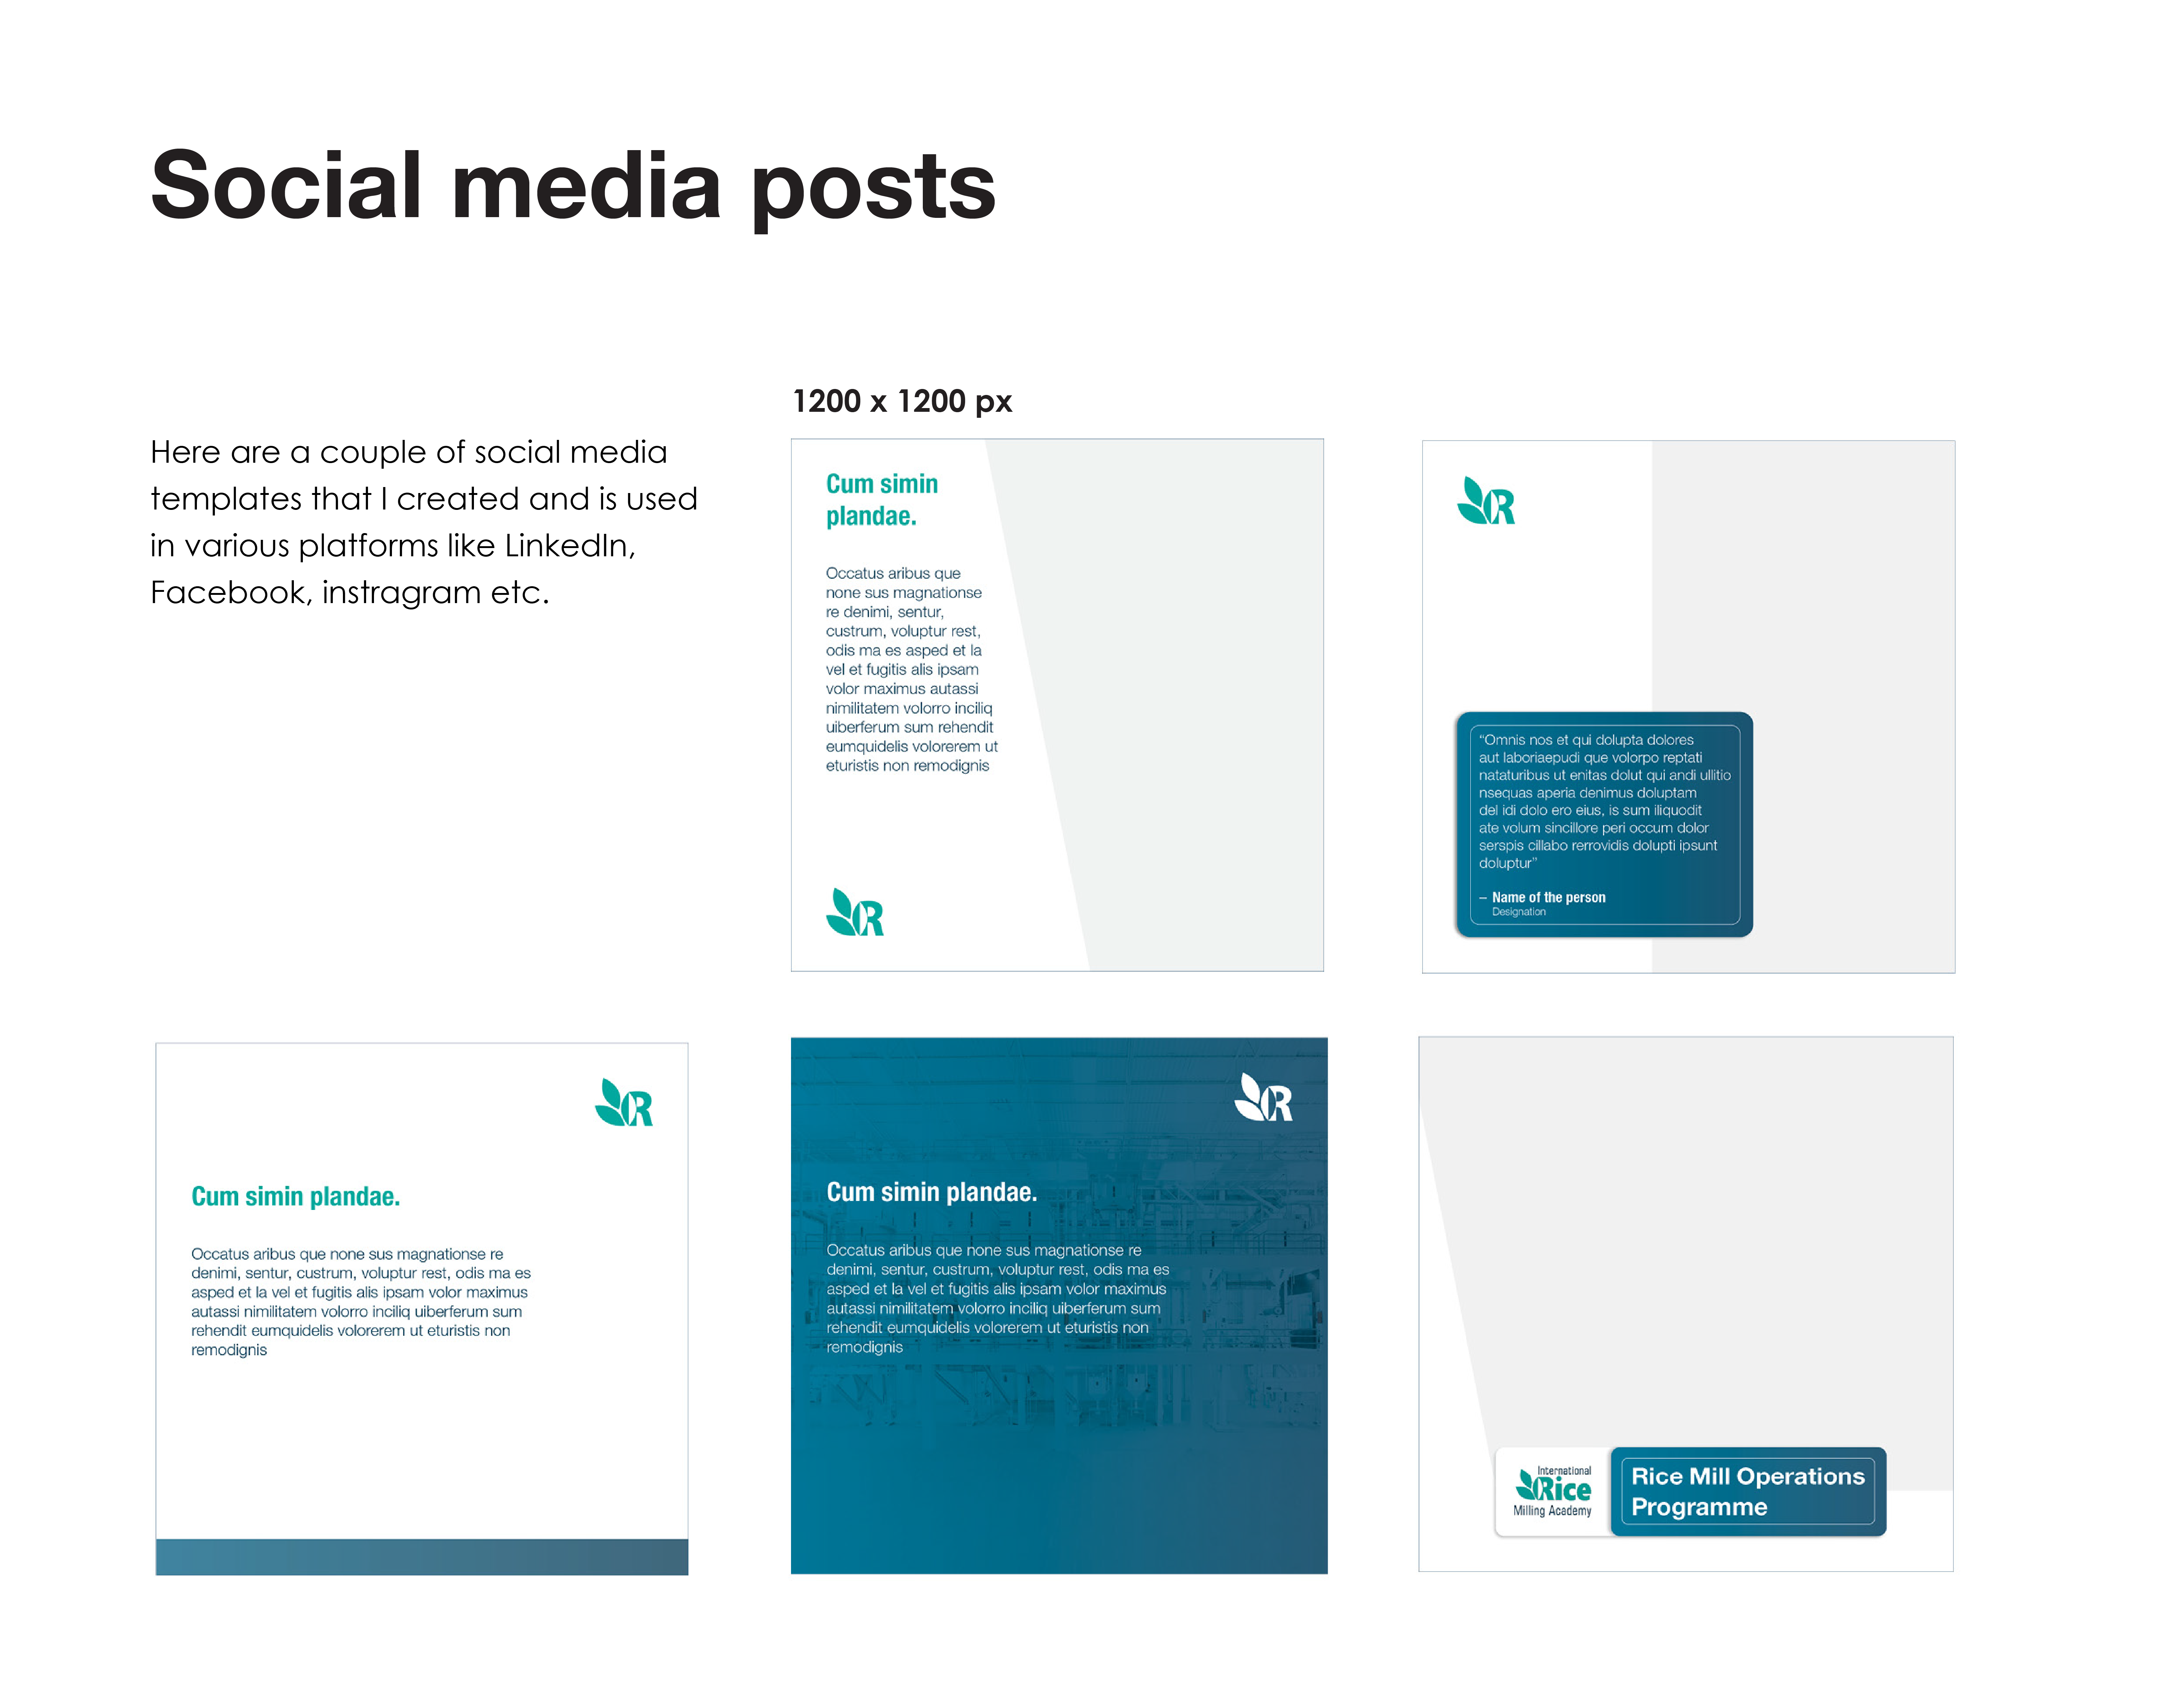 Social media posts
Here are a couple of social media
templates that I created and is used
in various platforms like LinkedIn,
Facebook, instragram etc.
1200 x 1200 px
Cum simin
plandae.
Occatus aribus que
none sus magnationse
re denimi, sentur,
custrum, voluptur rest,
odis ma es asped et la
vel et fugitis alis ipsam
volor maximus autassi
nimilitatem volorro inciliq
uiberferum sum rehendit
eumquidelis volorerem ut
eturistis non remodignis
R
R
“Omnis nos et qui dolupta dolores
aut laboriaepudi que volorpo reptati
nataturibus ut enitas dolut qui andi ullitio
nsequas aperia denimus doluptam
del idi dolo ero eius, is sum iliquodit
ate volum sincillore peri occum dolor
serspis cillabo rerrovidis dolupti ipsunt
doluptur”
– Name of the person
Designation
R
Cum simin plandae.
Occatus aribus que none sus magnationse re
denimi, sentur, custrum, voluptur rest, odis ma es
asped et la vel et fugitis alis ipsam volor maximus
autassi nimilitatem volorro inciliq uiberferum sum
rehendit eumquidelis volorerem ut eturistis non
remodignis
R
Cum simin plandae.
Occatus aribus que none sus magnationse re
denimi, sentur, custrum, voluptur rest, odis ma es
asped et la vel et fugitis alis ipsam volor maximus
autassi nimilitatem volorro inciliq uiberferum sum
rehendit eumquidelis volorerem ut eturistis non
remodignis
International
Rice
Milling Academy
Rice Mill Operations
Programme